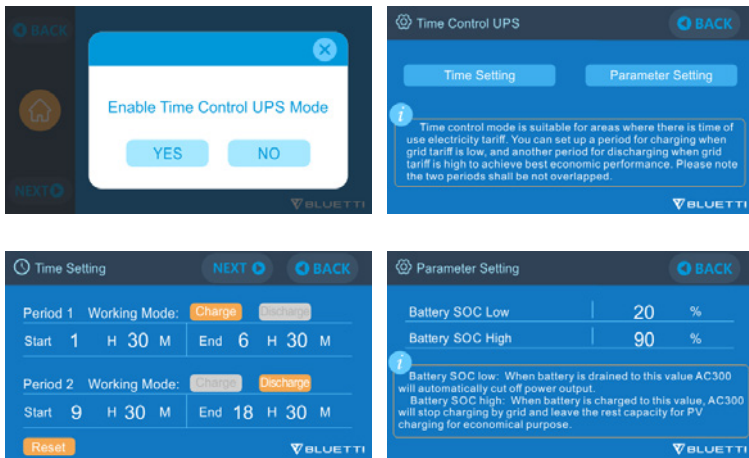 BACK
Enable Time Control UPS Mode
YES NO
NEXT
BLUETTI
Time Control UPS BACK
Time Setting Parameter Setting
i
Time control mode is suitable for areas where there is time of
use electricity tariff. You can set up a period for charging when
grid tariff is low, and another period for discharging when grid
tariff is high to achieve best economic performance. Please note
the two periods shall be not overlapped.
BLUETTI
Time Setting NEXT BACK
Period 1 Working Mode: Charge Discharge
Start 1 H 30 M End 6 H 30 M
Period 2 Working Mode: Charge Discharge
Start 9 H 30 M End 18 H 30 M
Reset
BLUETTI
Parameter Setting BACK
Battery SOC Low 20 %
Battery SOC High 90 %
i
Battery SOC low: When battery is drained to this value AC300
will automatically cut off power output.
Battery SOC high: When battery is charged to this value, AC300
will stop charging by grid and leave the rest capacity for PV
charging for economical purpose.
BLUETTI